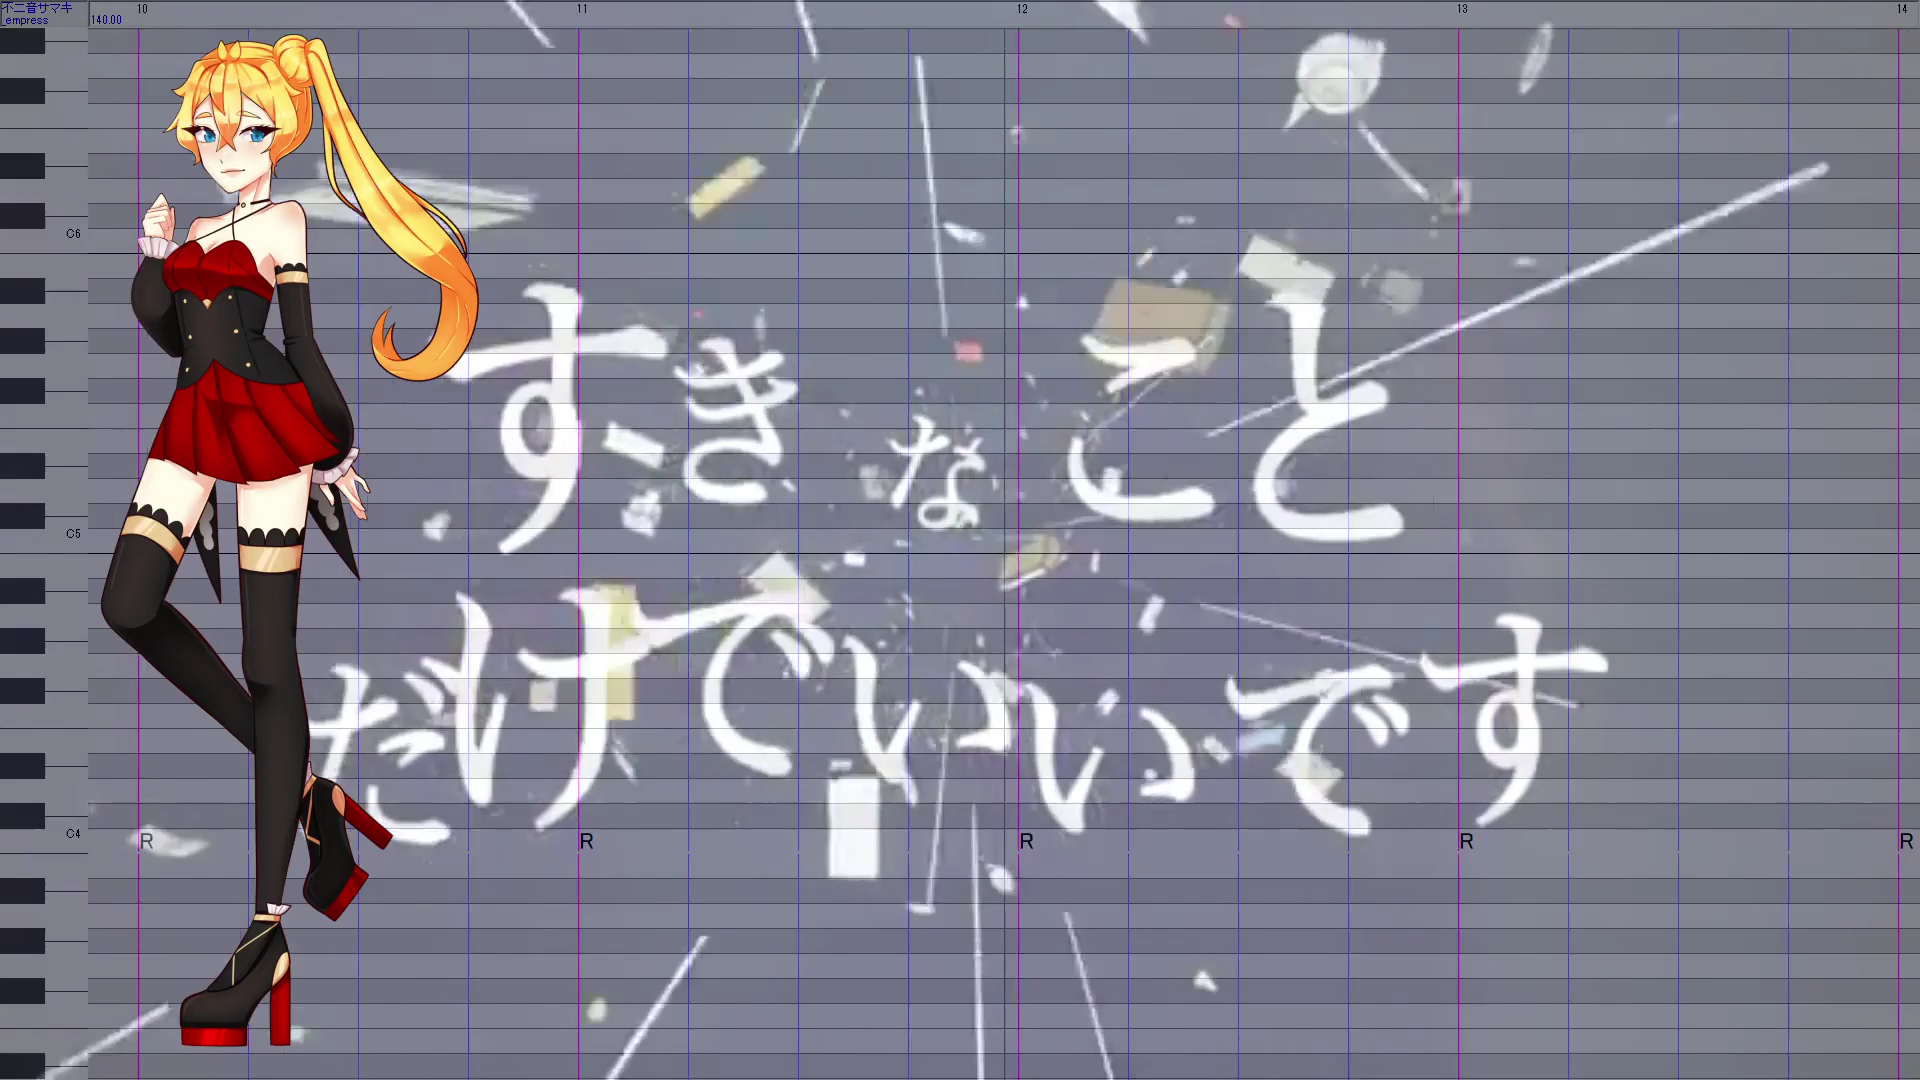 不二音サマキ
_empress
140.00
10 11 12 13 14
C6
C5
C4
すきなこと
だけでいいです
R R R R R